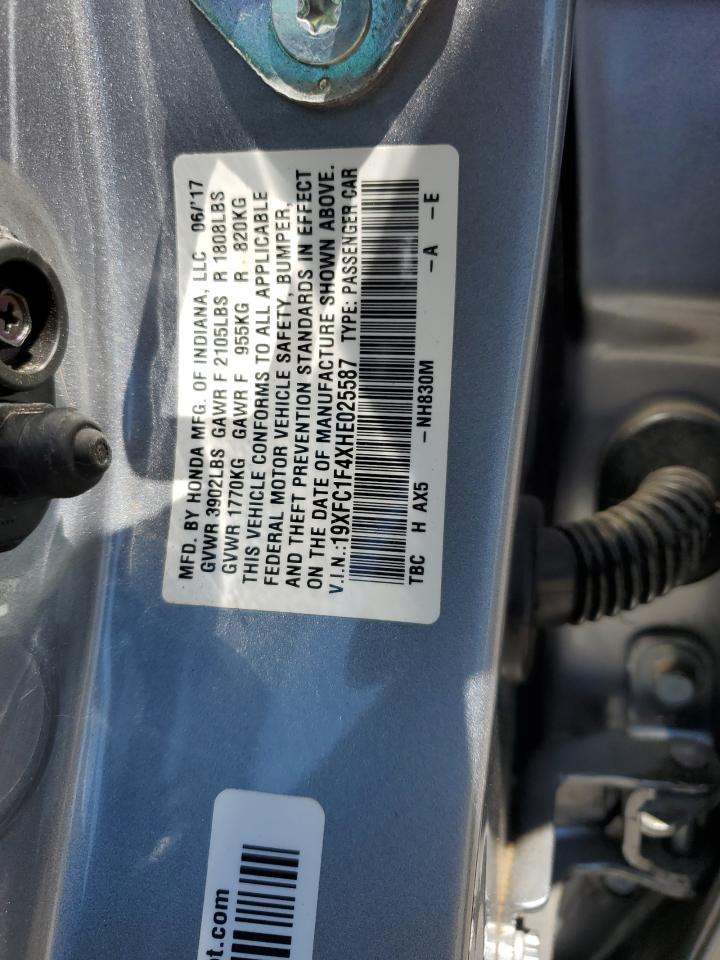 MFD. BY HONDA MFG. OF INDIANA, LLC 06/'17
GVWR 3902LBS GAWR F 2105LBS R 1808LBS
GVWR 1770KG GAWR F 955KG R 820KG
THIS VEHICLE CONFORMS TO ALL APPLICABLE
FEDERAL MOTOR VEHICLE SAFETY, BUMPER,
AND THEFT PREVENTION STANDARDS IN EFFECT
ON THE DATE OF MANUFACTURE SHOWN ABOVE.
V.I.N.:19XFC1F4XHE025587 TYPE: PASSENGER CAR
TBC H AX5 -NH830M -A -E
t.com